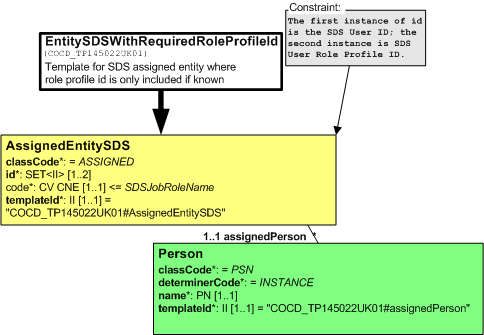 EntitySDSWithRequiredRoleProfileId
(COCD_TP145022UK01)
Template for SDS assigned entity where
role profile id is only included if known
Constraint:
The first instance of id
is the SDS User ID; the
second instance is SDS
User Role Profile ID.
AssignedEntitySDS
classCode*: = ASSIGNED
id*: SET<II> [1..2]
code*: CV CNE [1..1] <= SDSJobRoleName
templateId*: II [1..1] =
"COCD_TP145022UK01#AssignedEntitySDS"
1..1 assignedPerson *
Person
classCode*: = PSN
determinerCode*: = INSTANCE
name*: PN [1..1]
templateId*: II [1..1] = "COCD_TP145022UK01#assignedPerson"